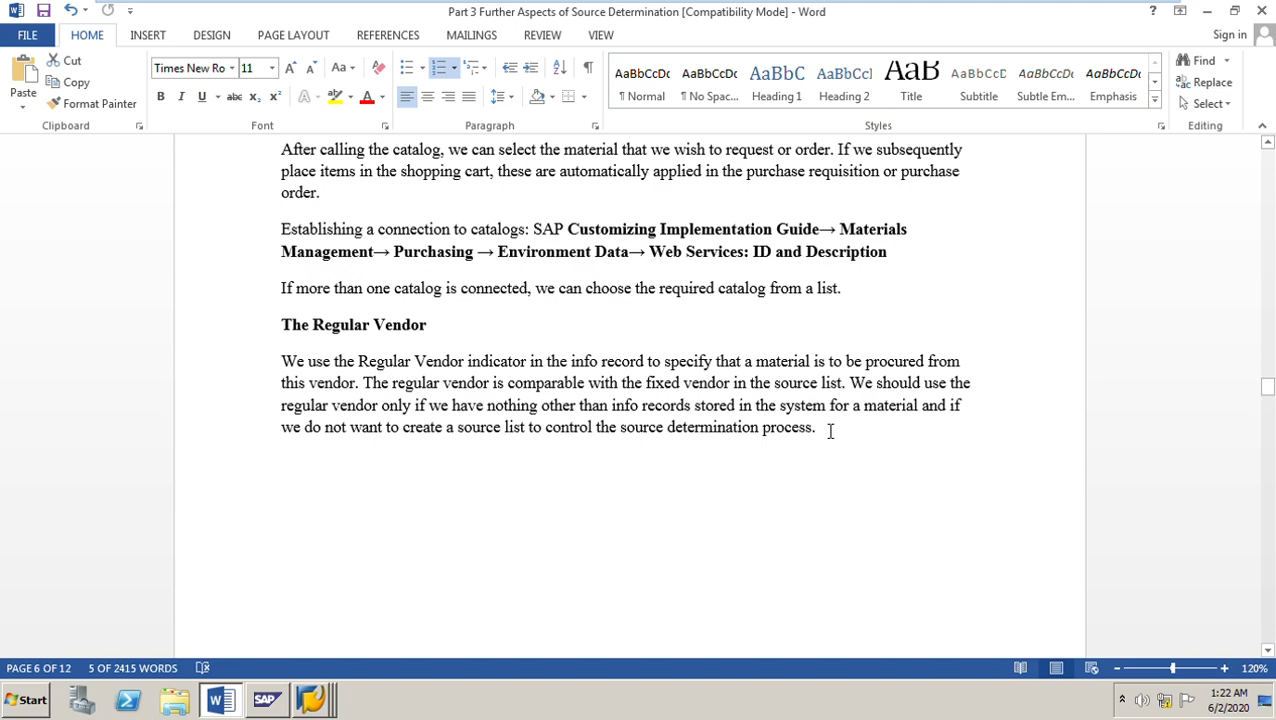 Part 3 Further Aspects of Source Determination [Compatibility Mode] - Word
FILE HOME INSERT DESIGN PAGE LAYOUT REFERENCES MAILINGS REVIEW VIEW Sign in
Paste Cut Copy Format Painter
Times New Ro 11 Aa
B I U abc x₂ x² A A
AaBbCcDc AaBbCcDc AaBbC AaBbCc AaB AaBbCcD AaBbCcDc AaBbCcDc
¶ Normal ¶ No Spac... Heading 1 Heading 2 Title Subtitle Subtle Em... Emphasis
Find Replace Select
Clipboard Font Paragraph Styles Editing
After calling the catalog, we can select the material that we wish to request or order. If we subsequently
place items in the shopping cart, these are automatically applied in the purchase requisition or purchase
order.
Establishing a connection to catalogs: SAP Customizing Implementation Guide→ Materials
Management→ Purchasing → Environment Data→ Web Services: ID and Description
If more than one catalog is connected, we can choose the required catalog from a list.
The Regular Vendor
We use the Regular Vendor indicator in the info record to specify that a material is to be procured from
this vendor. The regular vendor is comparable with the fixed vendor in the source list. We should use the
regular vendor only if we have nothing other than info records stored in the system for a material and if
we do not want to create a source list to control the source determination process.
PAGE 6 OF 12 5 OF 2415 WORDS 120%
Start SAP 1:22 AM
6/2/2020